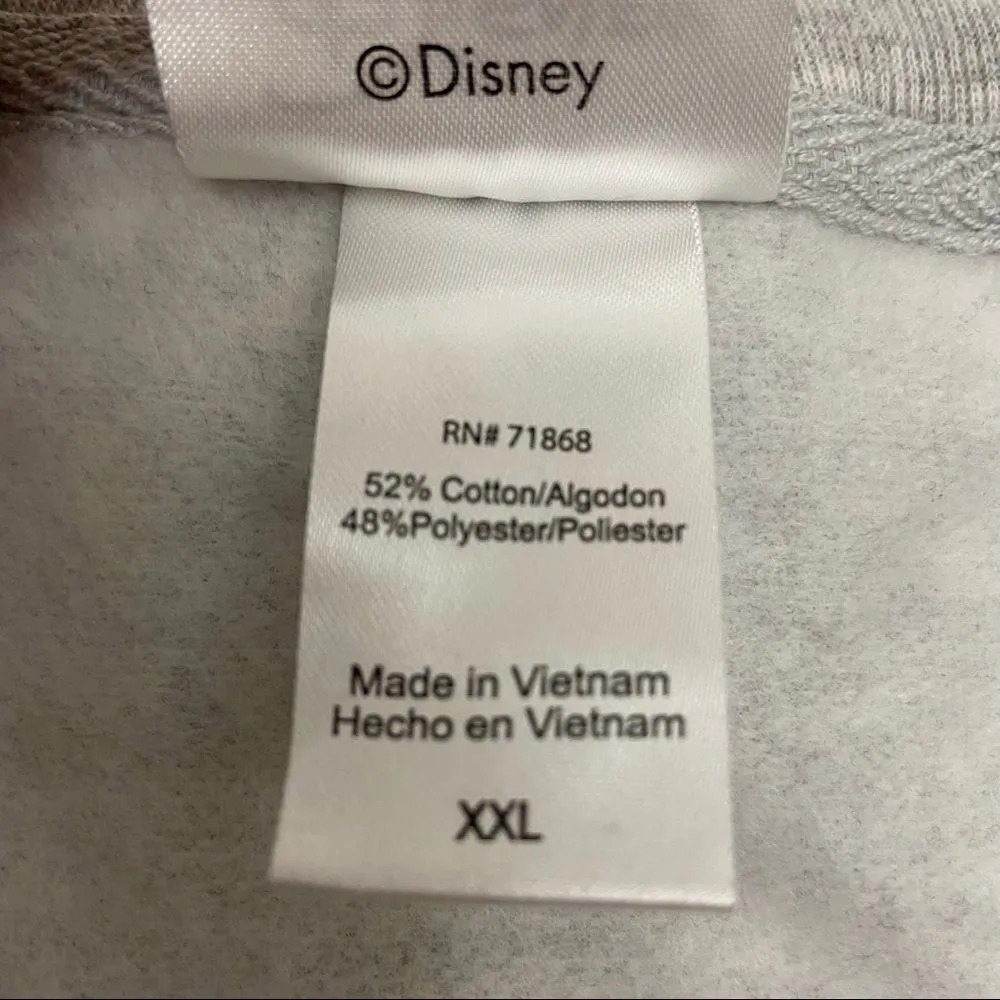 ©Disney
RN# 71868
52% Cotton/Algodon
48%Polyester/Poliester
Made in Vietnam
Hecho en Vietnam
XXL